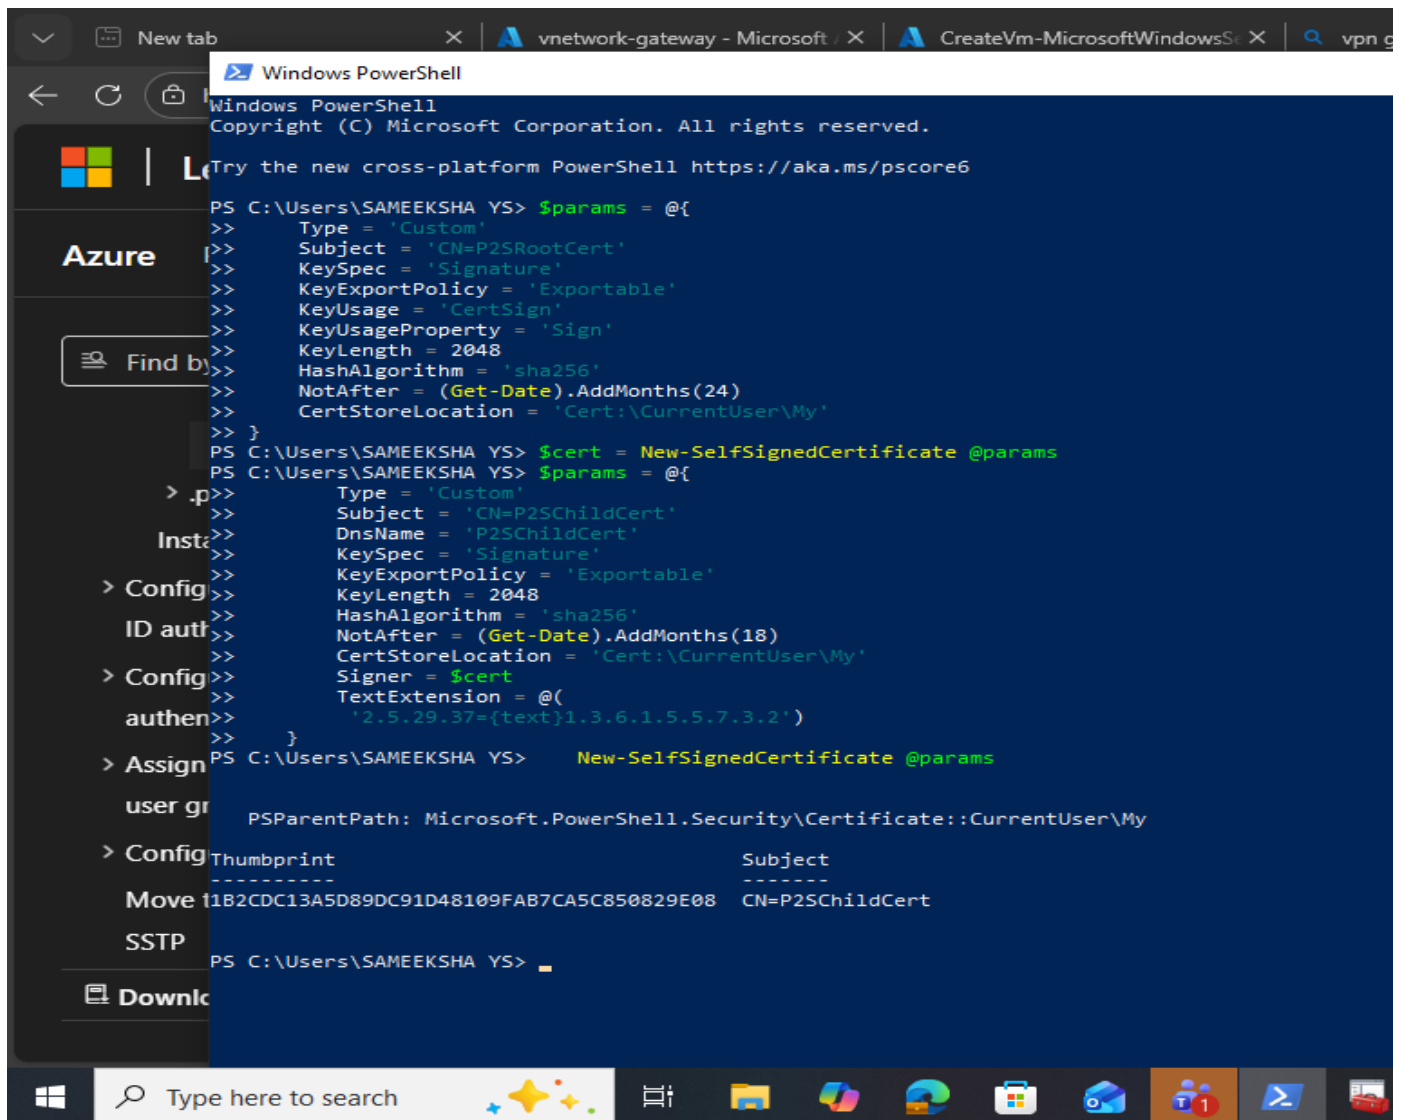 New tab
vnetwork-gateway - Microsoft
CreateVm-MicrosoftWindowsSe
vpn g
Windows PowerShell
Windows PowerShell
Copyright (C) Microsoft Corporation. All rights reserved.
Try the new cross-platform PowerShell https://aka.ms/pscore6
PS C:\Users\SAMEEKSHA YS> $params = @{
>>     Type = 'Custom'
>>     Subject = 'CN=P2SRootCert'
>>     KeySpec = 'Signature'
>>     KeyExportPolicy = 'Exportable'
>>     KeyUsage = 'CertSign'
>>     KeyUsageProperty = 'Sign'
>>     KeyLength = 2048
>>     HashAlgorithm = 'sha256'
>>     NotAfter = (Get-Date).AddMonths(24)
>>     CertStoreLocation = 'Cert:\CurrentUser\My'
>> }
PS C:\Users\SAMEEKSHA YS> $cert = New-SelfSignedCertificate @params
PS C:\Users\SAMEEKSHA YS> $params = @{
>>        Type = 'Custom'
>>        Subject = 'CN=P2SChildCert'
>>        DnsName = 'P2SChildCert'
>>        KeySpec = 'Signature'
>>        KeyExportPolicy = 'Exportable'
>>        KeyLength = 2048
>>        HashAlgorithm = 'sha256'
>>        NotAfter = (Get-Date).AddMonths(18)
>>        CertStoreLocation = 'Cert:\CurrentUser\My'
>>        Signer = $cert
>>        TextExtension = @(
>>         '2.5.29.37={text}1.3.6.1.5.5.7.3.2')
>>    }
PS C:\Users\SAMEEKSHA YS>    New-SelfSignedCertificate @params
PSParentPath: Microsoft.PowerShell.Security\Certificate::CurrentUser\My
Thumbprint                                Subject
----------                                -------
1B2CDC13A5D89DC91D48109FAB7CA5C850829E08  CN=P2SChildCert
PS C:\Users\SAMEEKSHA YS>
Le
Azure
Find by
.p
Insta
Config
ID auth
Config
authen
Assign
user gr
Config
Move t
SSTP
Downlo
Type here to search
1